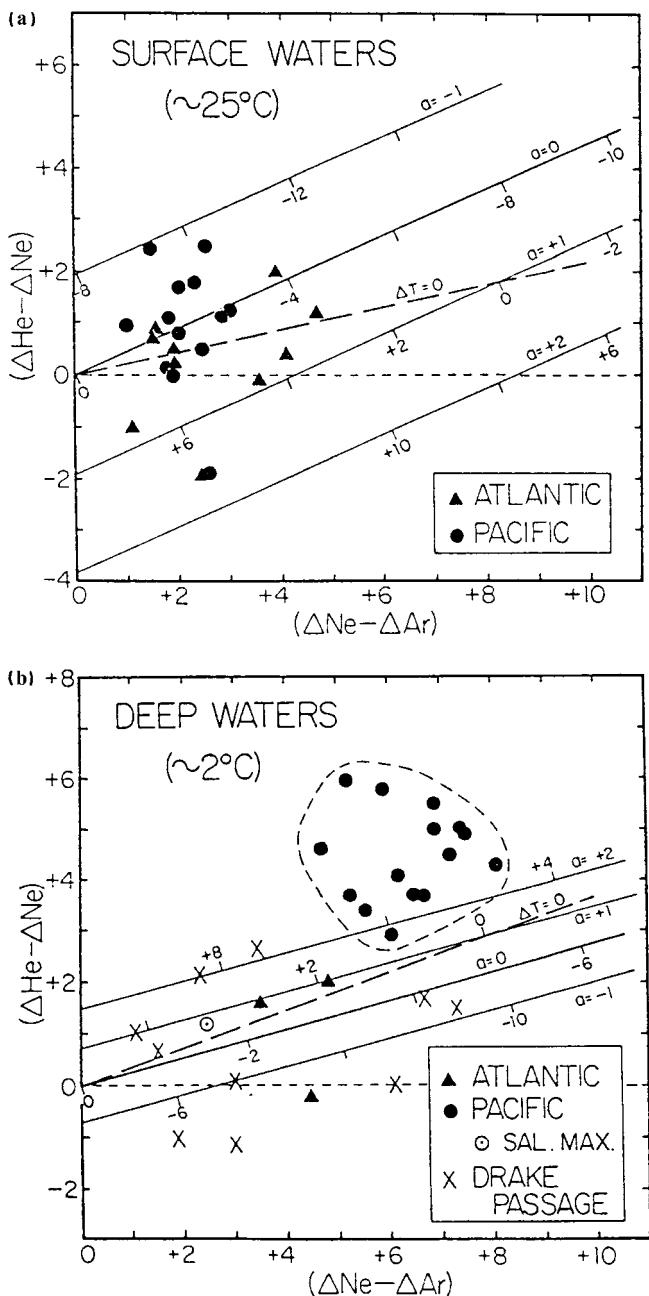 (a)
SURFACE WATERS
(~25°C)
+6
+4
+2
0
-2
-4
(ΔHe-ΔNe)
a=-1
-12
-8
a=0
-10
-8
-4
0
a=+1
-2
0
+2
+6
ΔT=0
a=+2
+6
+10
▲ ATLANTIC
● PACIFIC
0
+2
+4
+6
+8
+10
(ΔNe-ΔAr)
(b)
DEEP WATERS
(~2°C)
+8
+6
+4
+2
0
-2
(ΔHe-ΔNe)
+4
a=+2
+8
0
ΔT=0
a=+1
+2
a=0
-6
-2
0
a=-1
-10
-6
▲ ATLANTIC
● PACIFIC
⊙ SAL. MAX.
X DRAKE
PASSAGE
0
+2
+4
+6
+8
+10
(ΔNe-ΔAr)